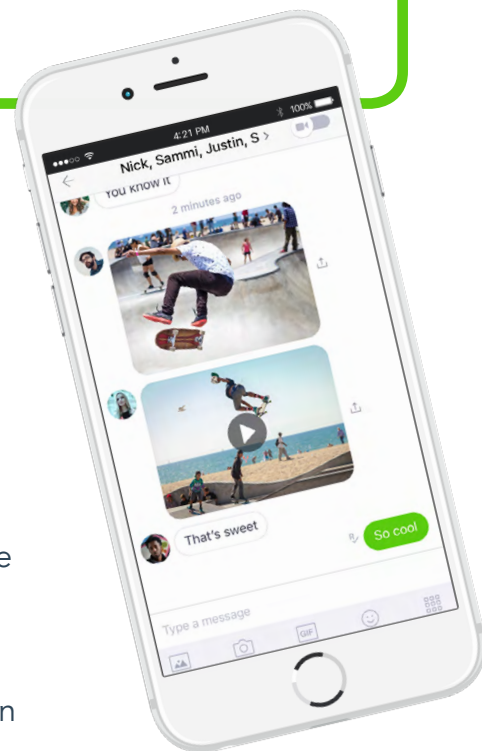 4:21 PM
100%
Nick, Sammi, Justin, S >
You know it
2 minutes ago
That's sweet
R So cool
e
Type a message
GIF
n